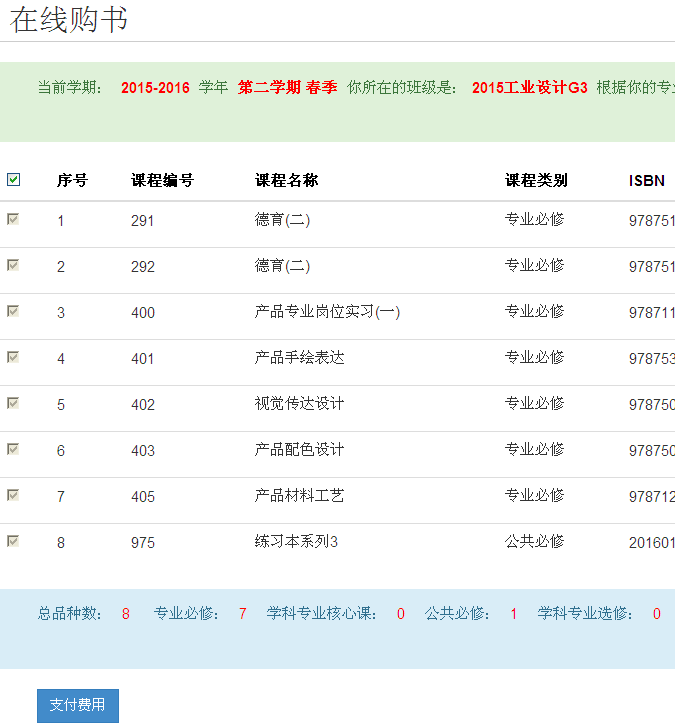 在线购书
当前学期： 2015-2016 学年 第二学期 春季 你所在的班级是： 2015工业设计G3 根据你的专业
序号 课程编号 课程名称 课程类别 ISBN
1 291 德育(二) 专业必修 978751
2 292 德育(二) 专业必修 978751
3 400 产品专业岗位实习(一) 专业必修 978711
4 401 产品手绘表达 专业必修 978753
5 402 视觉传达设计 专业必修 978750
6 403 产品配色设计 专业必修 978750
7 405 产品材料工艺 专业必修 978712
8 975 练习本系列3 公共必修 201601
总品种数： 8 专业必修： 7 学科专业核心课： 0 公共必修： 1 学科专业选修： 0
支付费用